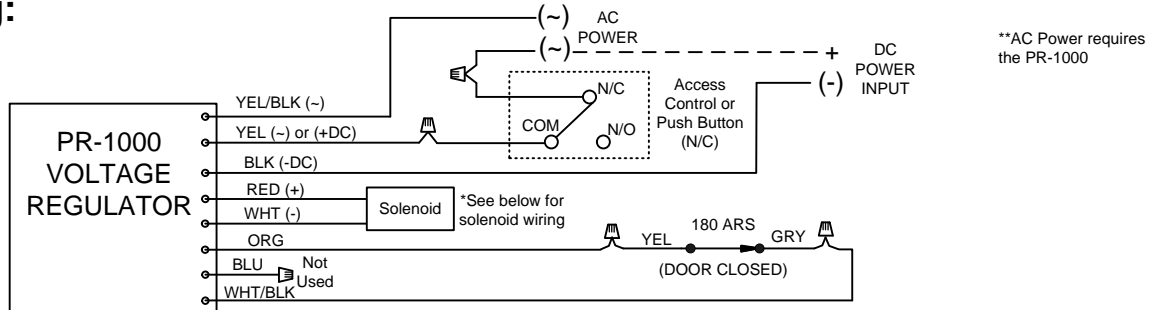 g:
(~) AC
POWER
(~)
+ DC
POWER
INPUT
(-)
**AC Power requires
the PR-1000
N/C
COM
N/O
Access
Control or
Push Button
(N/C)
PR-1000
VOLTAGE
REGULATOR
YEL/BLK (~)
YEL (~) or (+DC)
BLK (-DC)
RED (+)
WHT (-)
Solenoid
*See below for
solenoid wiring
ORG
YEL
180 ARS
GRY
(DOOR CLOSED)
BLU
Not
Used
WHT/BLK